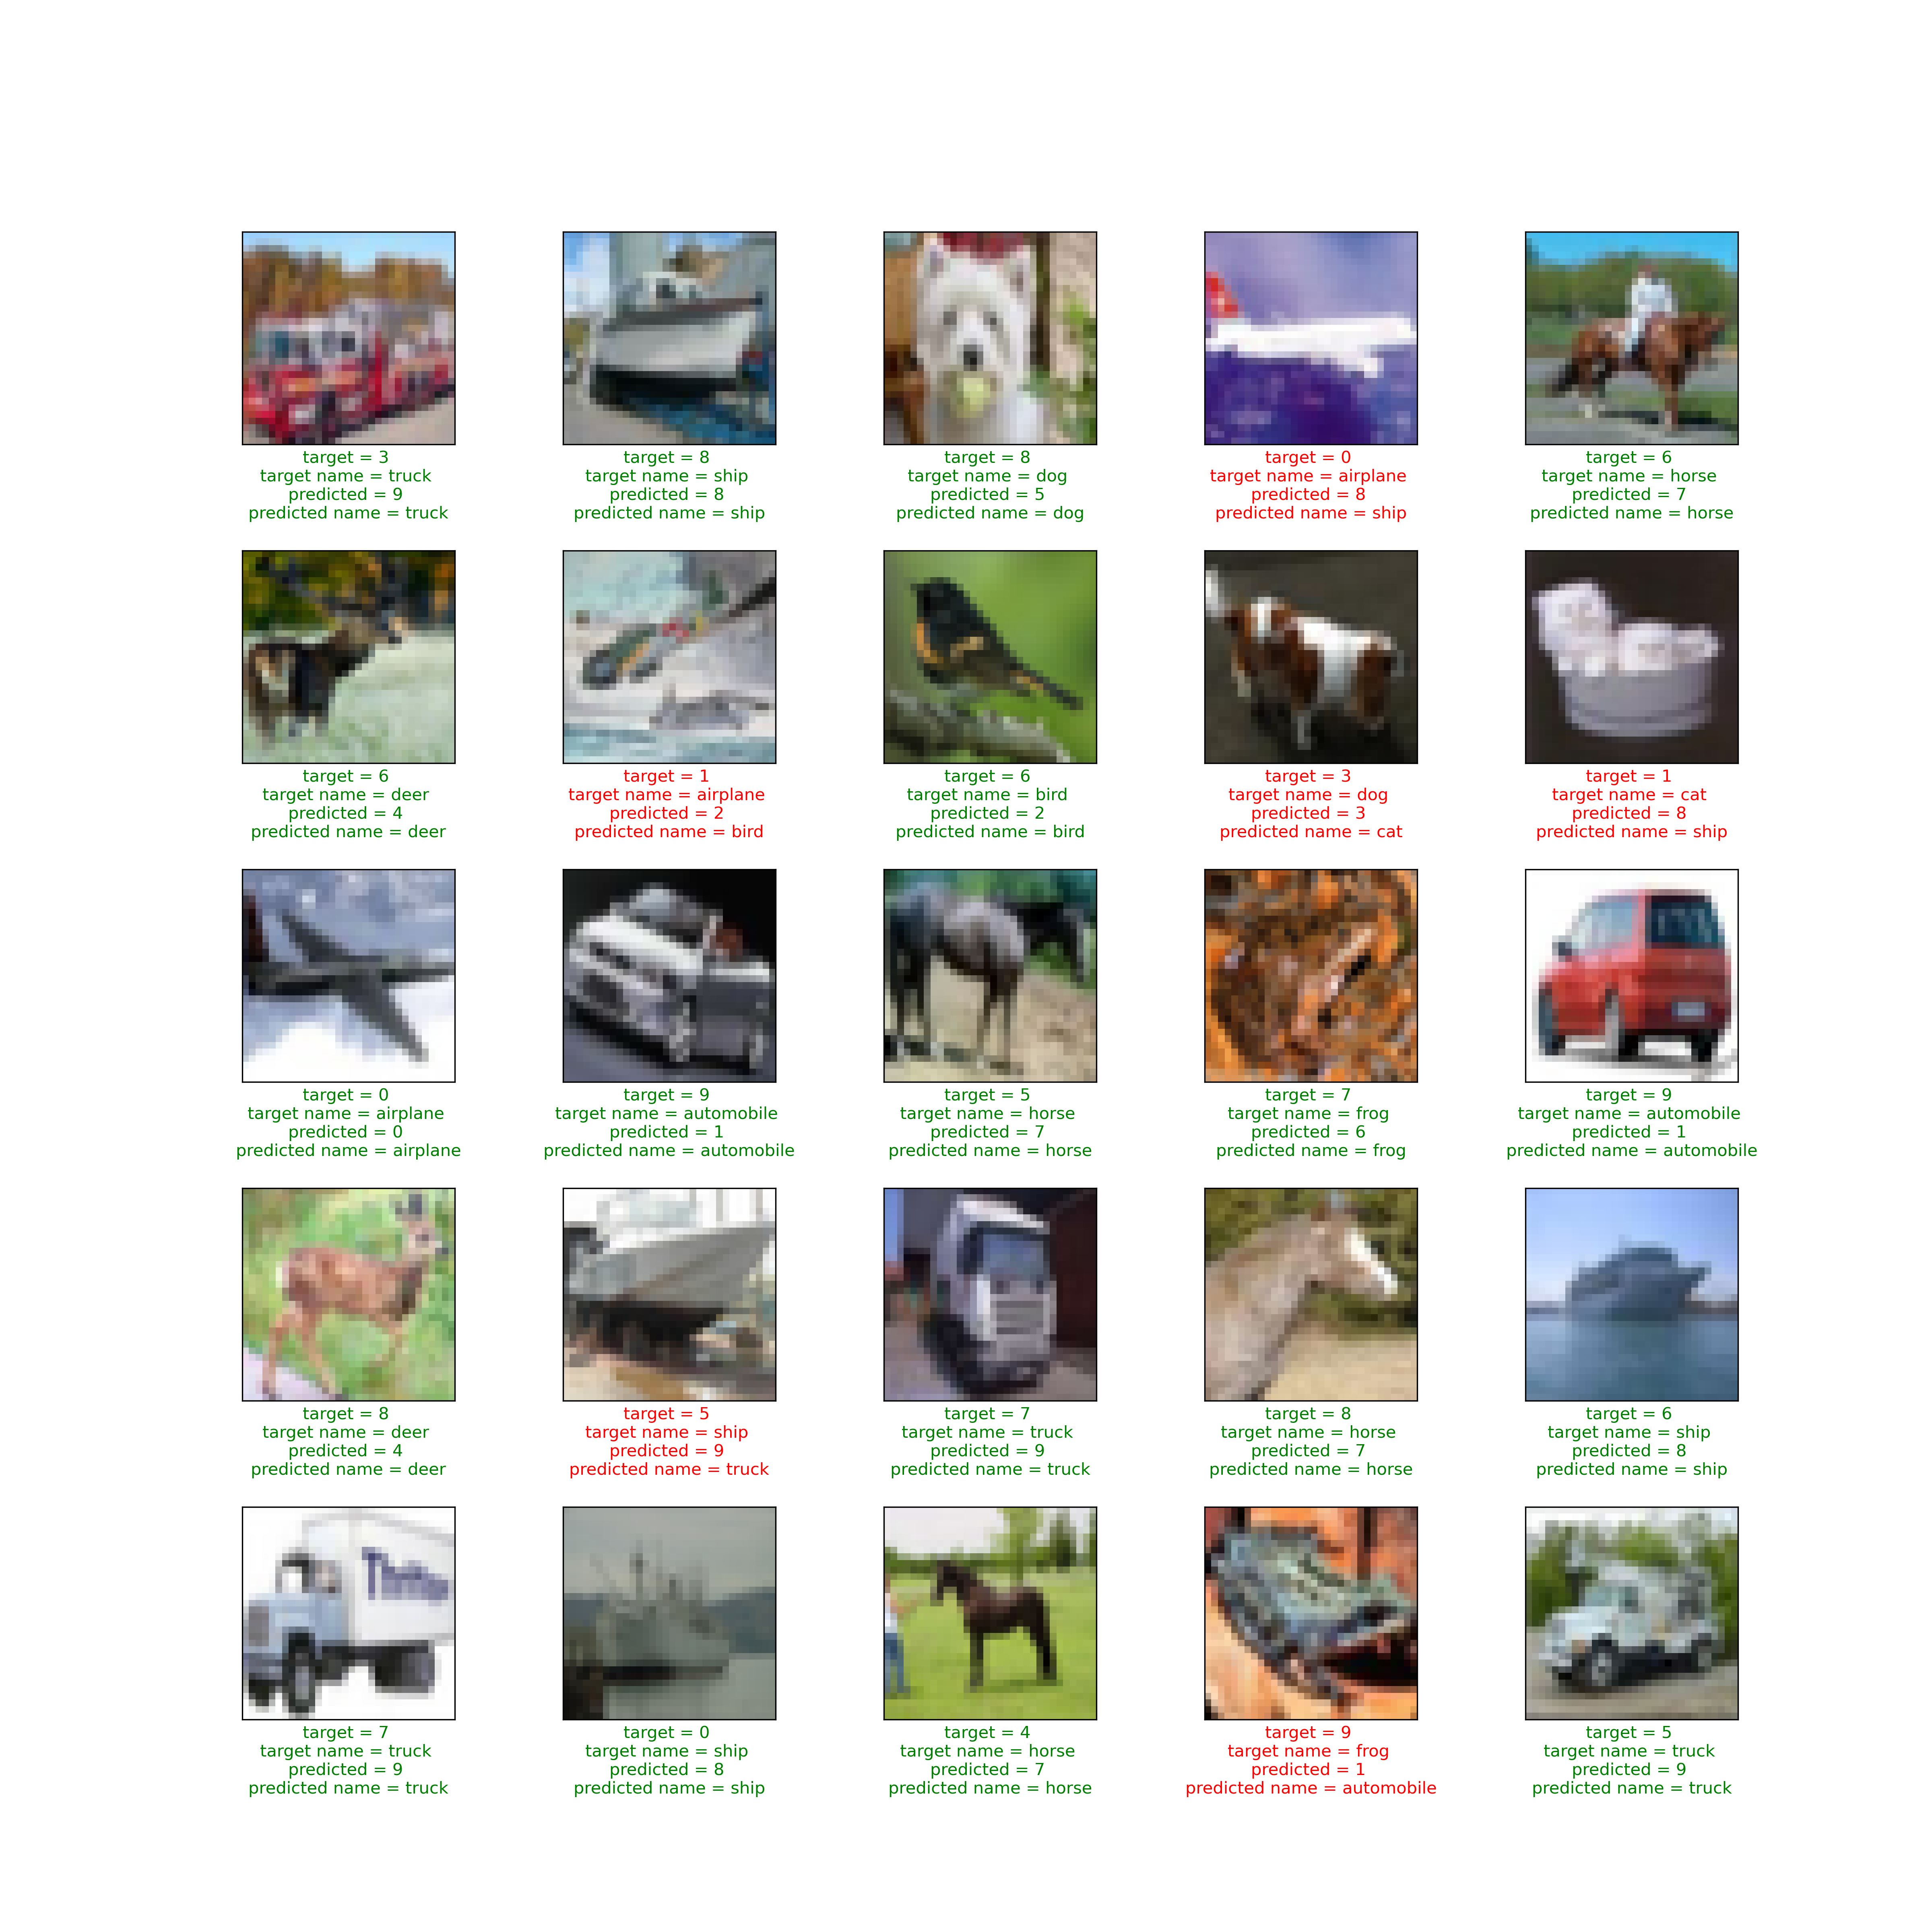 target = 3
target name = truck
predicted = 9
predicted name = truck
target = 8
target name = ship
predicted = 8
predicted name = ship
target = 8
target name = dog
predicted = 5
predicted name = dog
target = 0
target name = airplane
predicted = 8
predicted name = ship
target = 6
target name = horse
predicted = 7
predicted name = horse
target = 6
target name = deer
predicted = 4
predicted name = deer
target = 1
target name = airplane
predicted = 2
predicted name = bird
target = 6
target name = bird
predicted = 2
predicted name = bird
target = 3
target name = dog
predicted = 3
predicted name = cat
target = 1
target name = cat
predicted = 8
predicted name = ship
target = 0
target name = airplane
predicted = 0
predicted name = airplane
target = 9
target name = automobile
predicted = 1
predicted name = automobile
target = 5
target name = horse
predicted = 7
predicted name = horse
target = 7
target name = frog
predicted = 6
predicted name = frog
target = 9
target name = automobile
predicted = 1
predicted name = automobile
target = 8
target name = deer
predicted = 4
predicted name = deer
target = 5
target name = ship
predicted = 9
predicted name = truck
target = 7
target name = truck
predicted = 9
predicted name = truck
target = 8
target name = horse
predicted = 7
predicted name = horse
target = 6
target name = ship
predicted = 8
predicted name = ship
target = 7
target name = truck
predicted = 9
predicted name = truck
target = 0
target name = ship
predicted = 8
predicted name = ship
target = 4
target name = horse
predicted = 7
predicted name = horse
target = 9
target name = frog
predicted = 1
predicted name = automobile
target = 5
target name = truck
predicted = 9
predicted name = truck